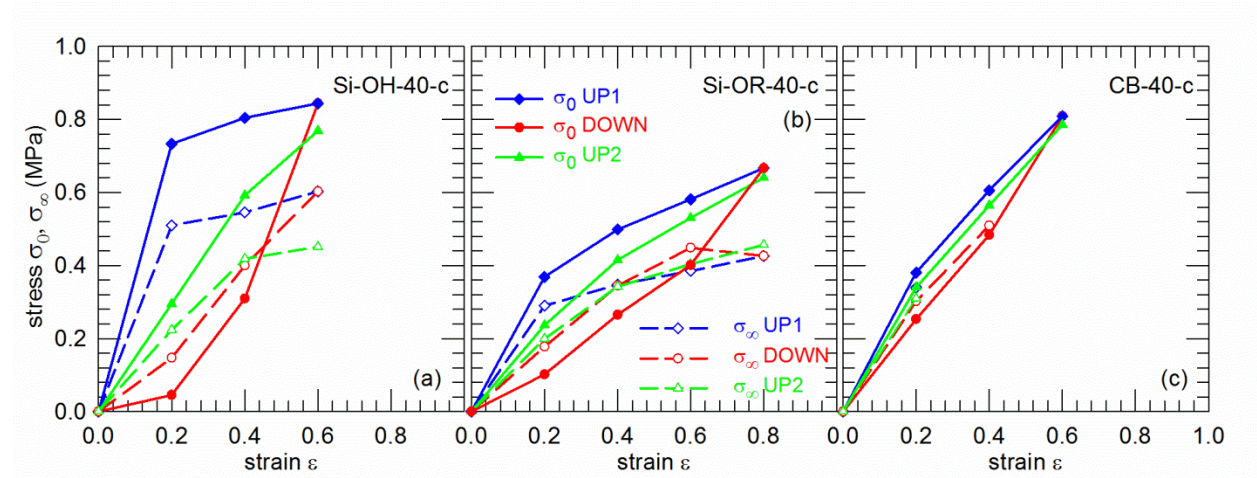 1.0
0.8
0.6
0.4
0.2
0.0
stress σ₀, σ∞ (MPa)
Si-OH-40-c
(a)
0.0 0.2 0.4 0.6 0.8
strain ε
Si-OR-40-c
(b)
σ₀ UP1
σ₀ DOWN
σ₀ UP2
σ∞ UP1
σ∞ DOWN
σ∞ UP2
0.0 0.2 0.4 0.6 0.8
strain ε
CB-40-c
(c)
0.0 0.2 0.4 0.6 0.8 1.0
strain ε